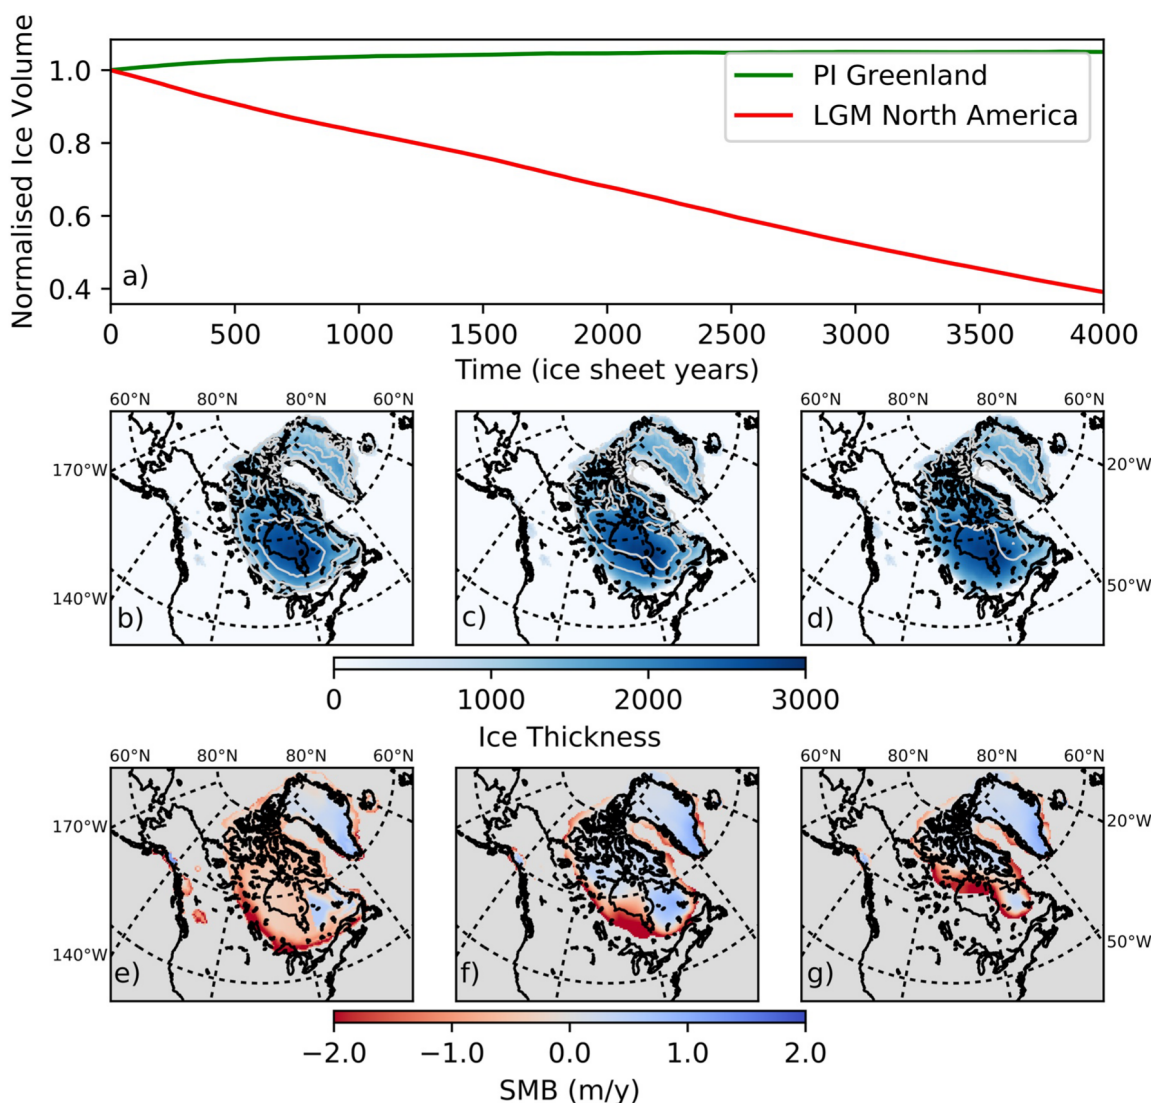 Normalised Ice Volume
1.0
0.8
0.6
0.4
PI Greenland
LGM North America
a)
0 500 1000 1500 2000 2500 3000 3500 4000
Time (ice sheet years)
60°N 80°N 80°N 60°N 80°N 80°N 60°N
170°W
20°W
140°W
50°W
b) c) d)
0 1000 2000 3000
Ice Thickness
60°N 80°N 80°N 60°N 80°N 80°N 60°N
170°W
20°W
140°W
50°W
e) f) g)
−2.0 −1.0 0.0 1.0 2.0
SMB (m/y)